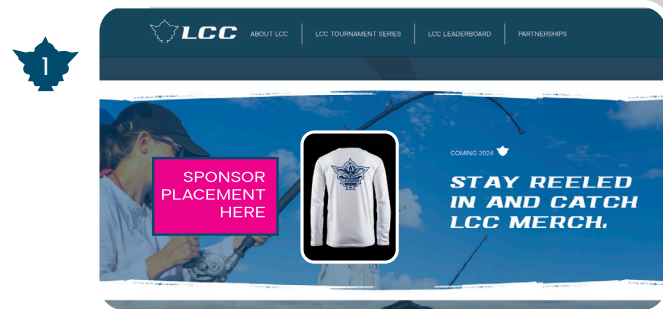 LCC ABOUT LCC LCC TOURNAMENT SERIES LCC LEADERBOARD PARTNERSHIPS
1
SPONSOR
PLACEMENT
HERE
COMING 2024
STAY REELED
IN AND CATCH
LCC MERCH.